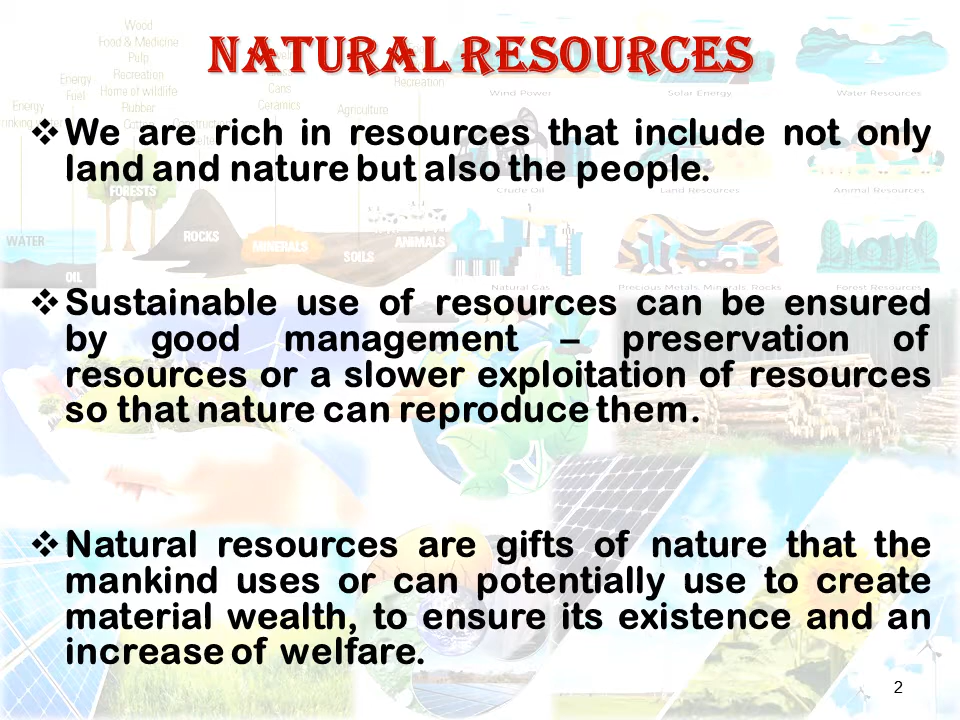 NATURAL RESOURCES
❖ We are rich in resources that include not only
land and nature but also the people.
❖ Sustainable use of resources can be ensured
by good management – preservation of
resources or a slower exploitation of resources
so that nature can reproduce them.
❖ Natural resources are gifts of nature that the
mankind uses or can potentially use to create
material wealth, to ensure its existence and an
increase of welfare.
2
Wood
Food & Medicine
Pulp
Recreation
Home of wildlife
Rubber
Energy
Fuel
Energy
Cans
Ceramics
Agriculture
Recreation
FORESTS
WATER
OIL
ROCKS
MINERALS
SOILS
ANIMALS
Wind Power
Solar Energy
Water Resources
Crude Oil
Land Resources
Animal Resources
Natural Gas
Precious Metals, Minerals, Rocks
Forest Resources